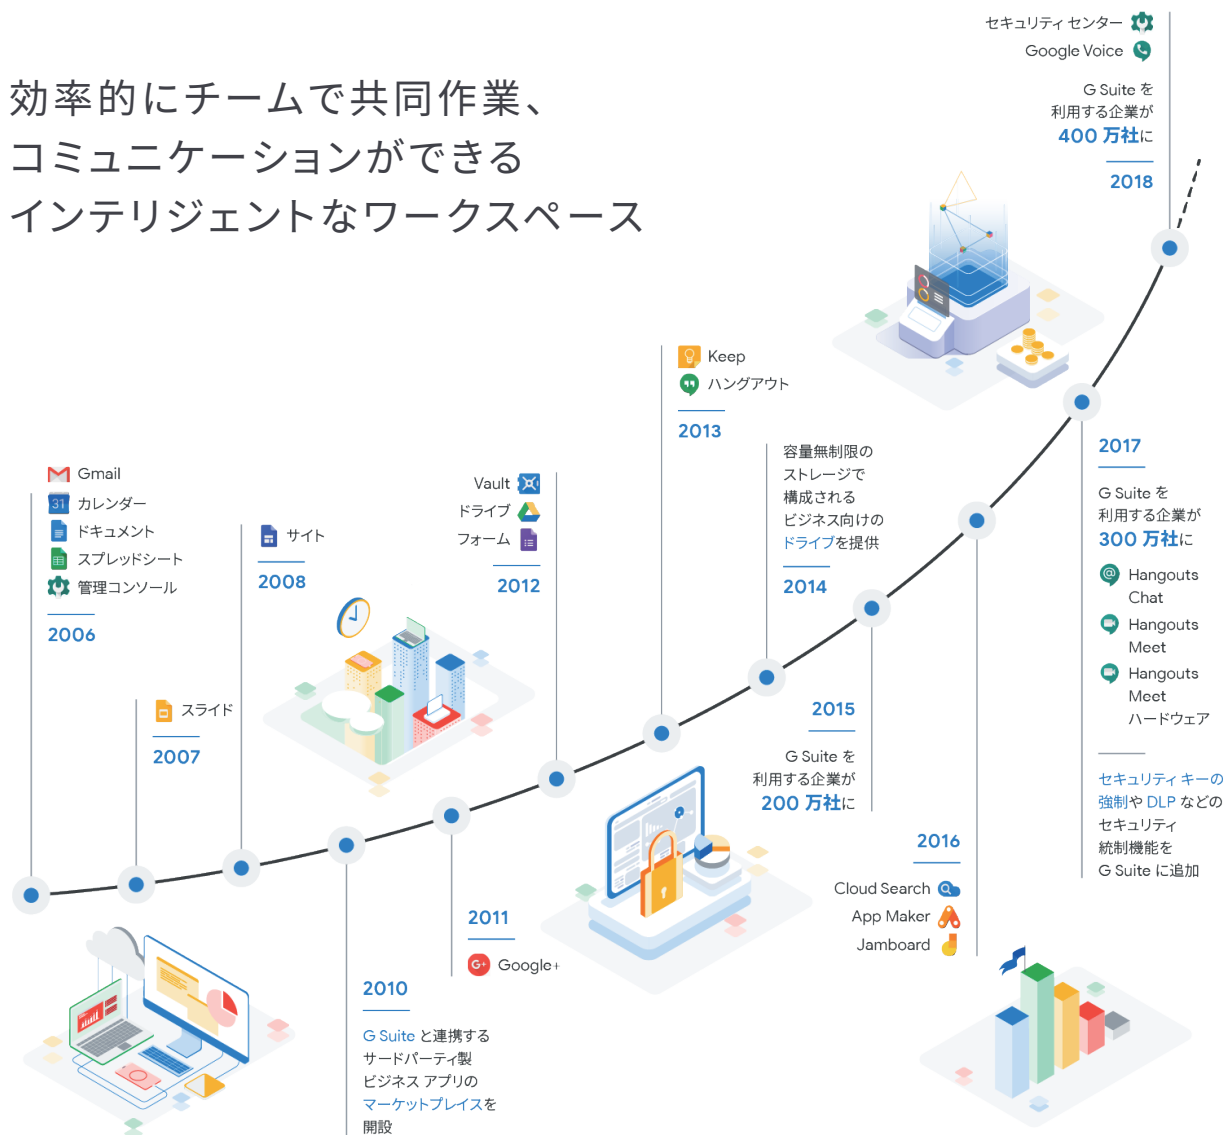 効率的にチームで共同作業、
コミュニケーションができる
インテリジェントなワークスペース
Gmail
31
カレンダー
ドキュメント
スプレッドシート
管理コンソール
2006
スライド
2007
サイト
2008
2010
G Suite と連携する
サードパーティ製
ビジネス アプリの
マーケットプレイスを
開設
2011
G+
Google+
Vault
ドライブ
フォーム
2012
Keep
ハングアウト
2013
容量無制限の
ストレージで
構成される
ビジネス向けの
ドライブを提供
2014
2015
G Suite を
利用する企業が
200 万社に
2016
Cloud Search
App Maker
Jamboard
2017
G Suite を
利用する企業が
300 万社に
Hangouts
Chat
Hangouts
Meet
Hangouts
Meet
ハードウェア
セキュリティ キーの
強制や DLP などの
セキュリティ
統制機能を
G Suite に追加
セキュリティ センター
Google Voice
G Suite を
利用する企業が
400 万社に
2018